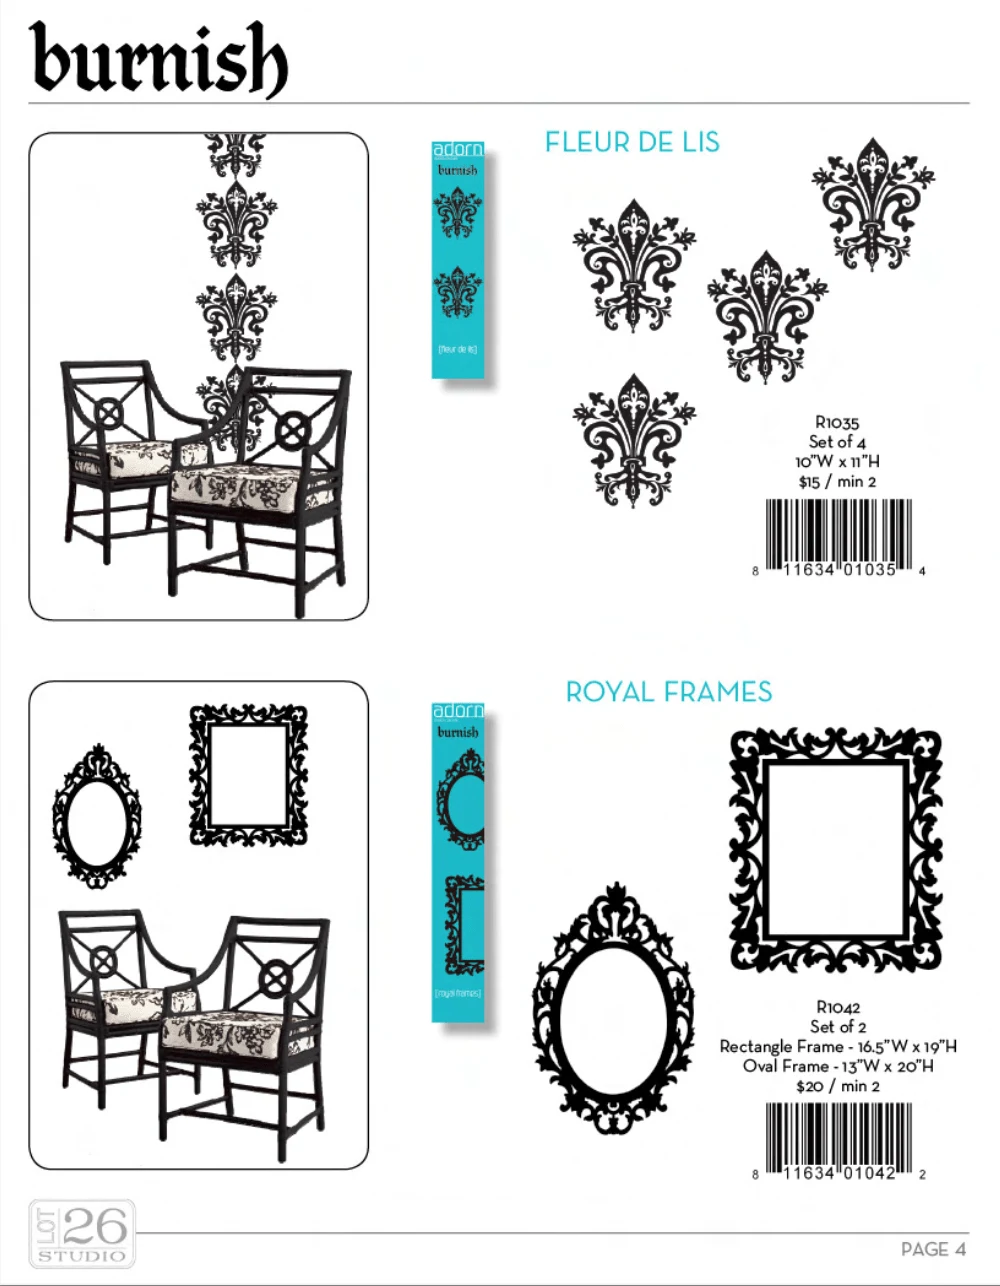 burnish
FLEUR DE LIS
adorn
burnish
[fleur de lis]
R1035
Set of 4
10"W x 11"H
$15 / min 2
8 11634 01035 4
ROYAL FRAMES
adorn
burnish
[royal frames]
R1042
Set of 2
Rectangle Frame - 16.5"W x 19"H
Oval Frame - 13"W x 20"H
$20 / min 2
8 11634 01042 2
LOT 26
STUDIO
PAGE 4